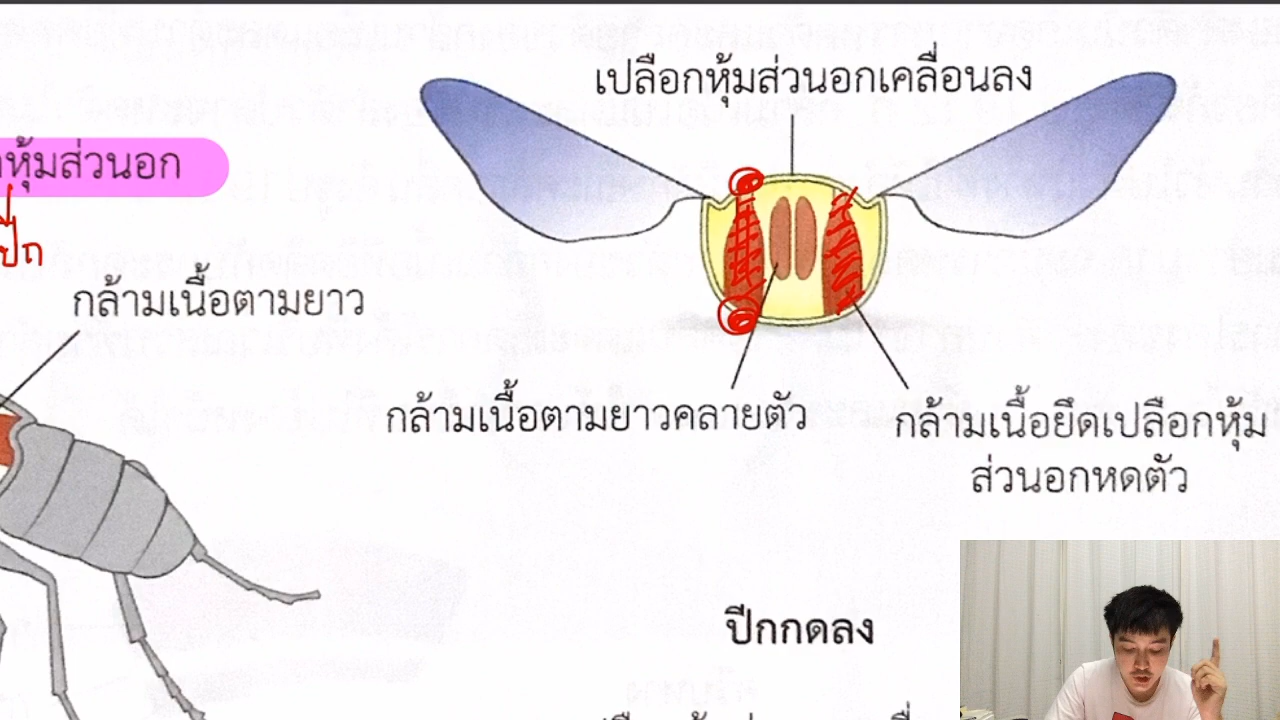 เปลือกหุ้มส่วนอกเคลื่อนลง
หุ้มส่วนอก
ปีก
กล้ามเนื้อตามยาว
กล้ามเนื้อตามยาวคลายตัว
กล้ามเนื้อยึดเปลือกหุ้ม
ส่วนอกหดตัว
ปีกกดลง